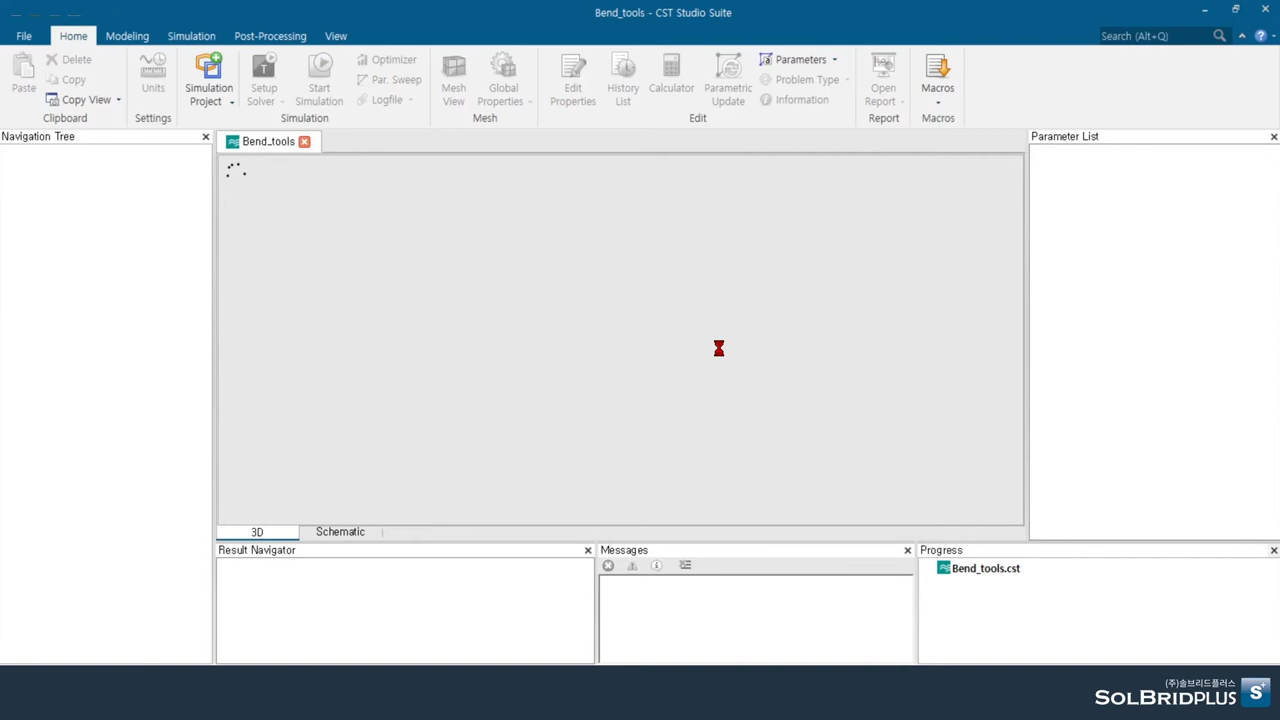 Bend_tools - CST Studio Suite
File Home Modeling Simulation Post-Processing View Search (Alt+Q)
Paste
Delete
Copy
Copy View
Clipboard
Units
Settings
Simulation
Project
Setup
Solver
Start
Simulation
Optimizer
Par. Sweep
Logfile
Simulation
Mesh
View
Global
Properties
Mesh
Edit
Properties
History
List
Calculator
Parametric
Update
Parameters
Problem Type
Information
Edit
Open
Report
Report
Macros
Macros
Navigation Tree
Bend_tools
Parameter List
3D Schematic
Result Navigator
Messages
Progress
Bend_tools.cst
(주)솔브리드플러스
SOLBRIDPLUS
S+